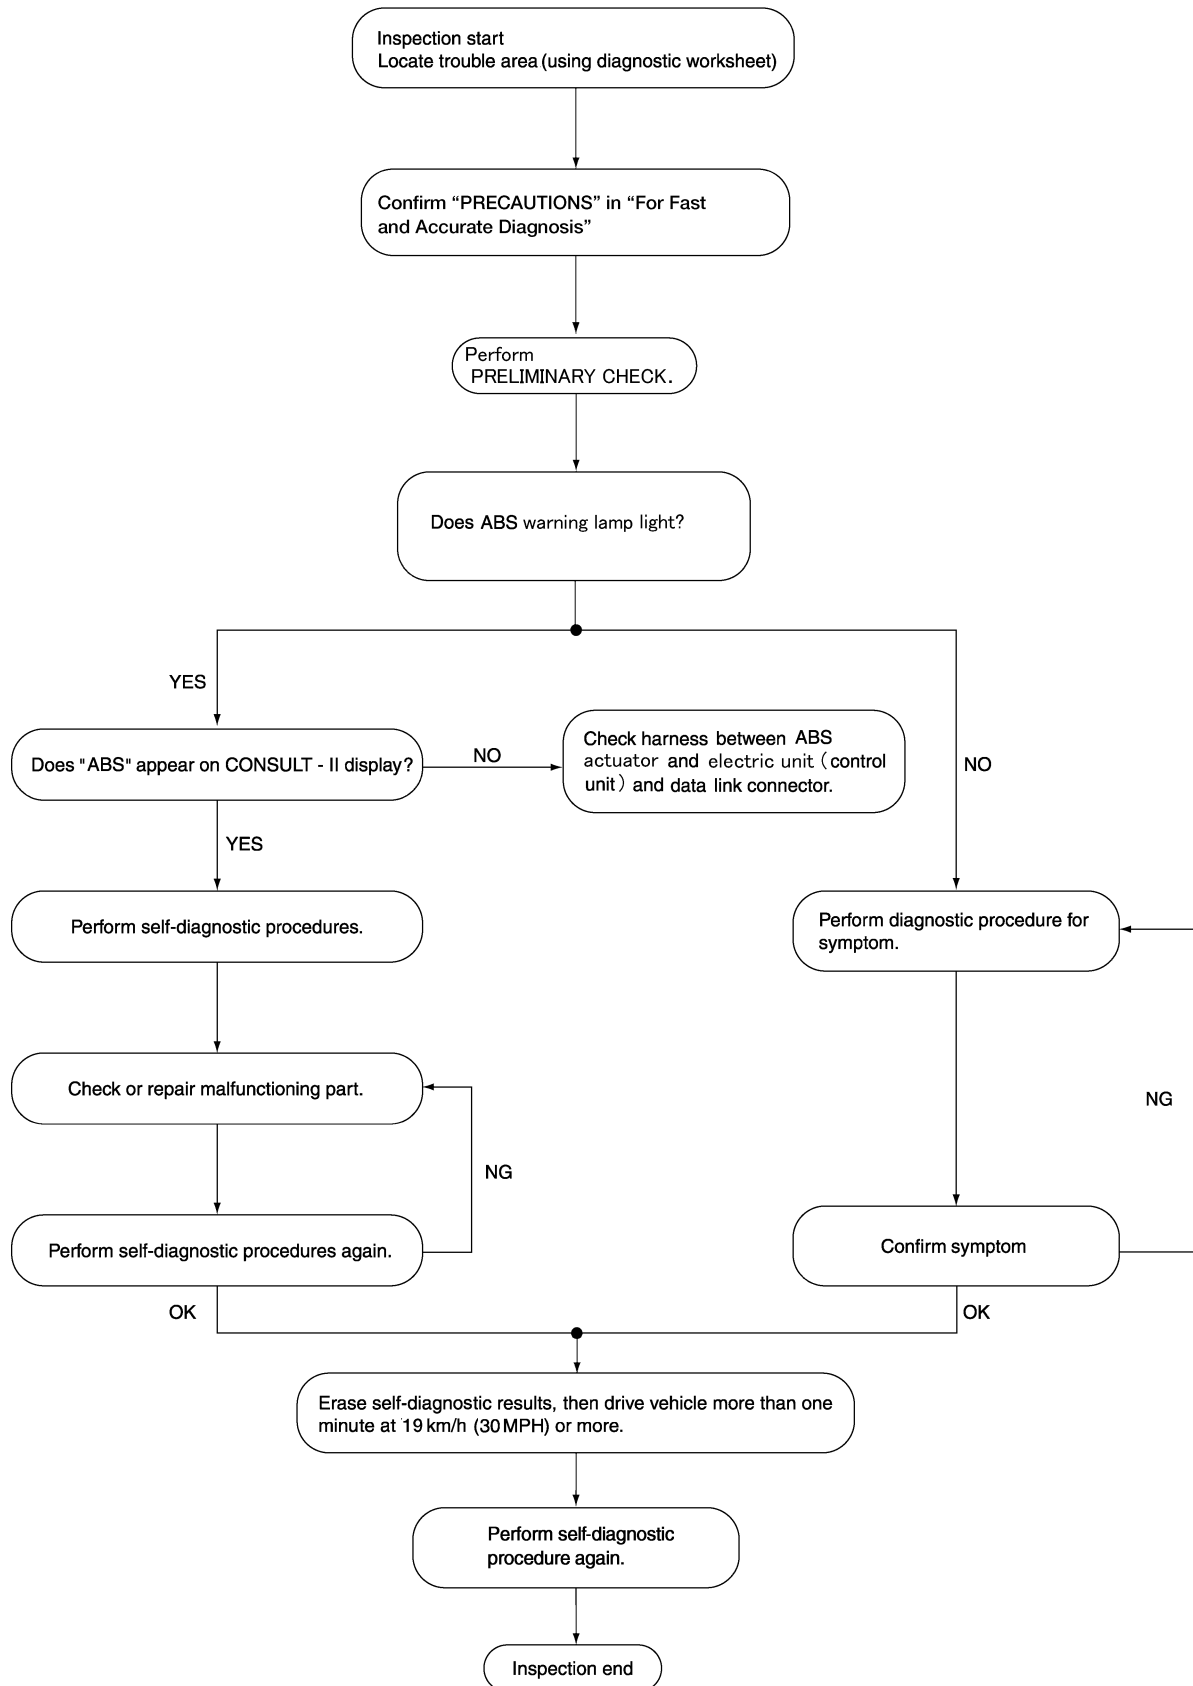 Inspection start
Locate trouble area (using diagnostic worksheet)
Confirm “PRECAUTIONS” in “For Fast
and Accurate Diagnosis”
Perform
PRELIMINARY CHECK.
Does ABS warning lamp light?
YES
NO
Does "ABS" appear on CONSULT - II display?
NO
Check harness between ABS
actuator and electric unit (control
unit) and data link connector.
YES
Perform self-diagnostic procedures.
Perform diagnostic procedure for
symptom.
Check or repair malfunctioning part.
NG
NG
Perform self-diagnostic procedures again.
Confirm symptom
OK
OK
Erase self-diagnostic results, then drive vehicle more than one
minute at 19 km/h (30 MPH) or more.
Perform self-diagnostic
procedure again.
Inspection end